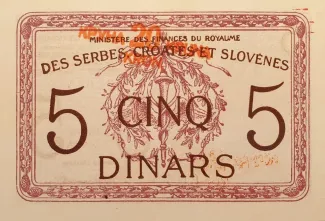 MINISTÈRE DES FINANCES DU ROYAUME
DES SERBES, CROATES ET SLOVÈNES
5 CINQ 5
DINARS